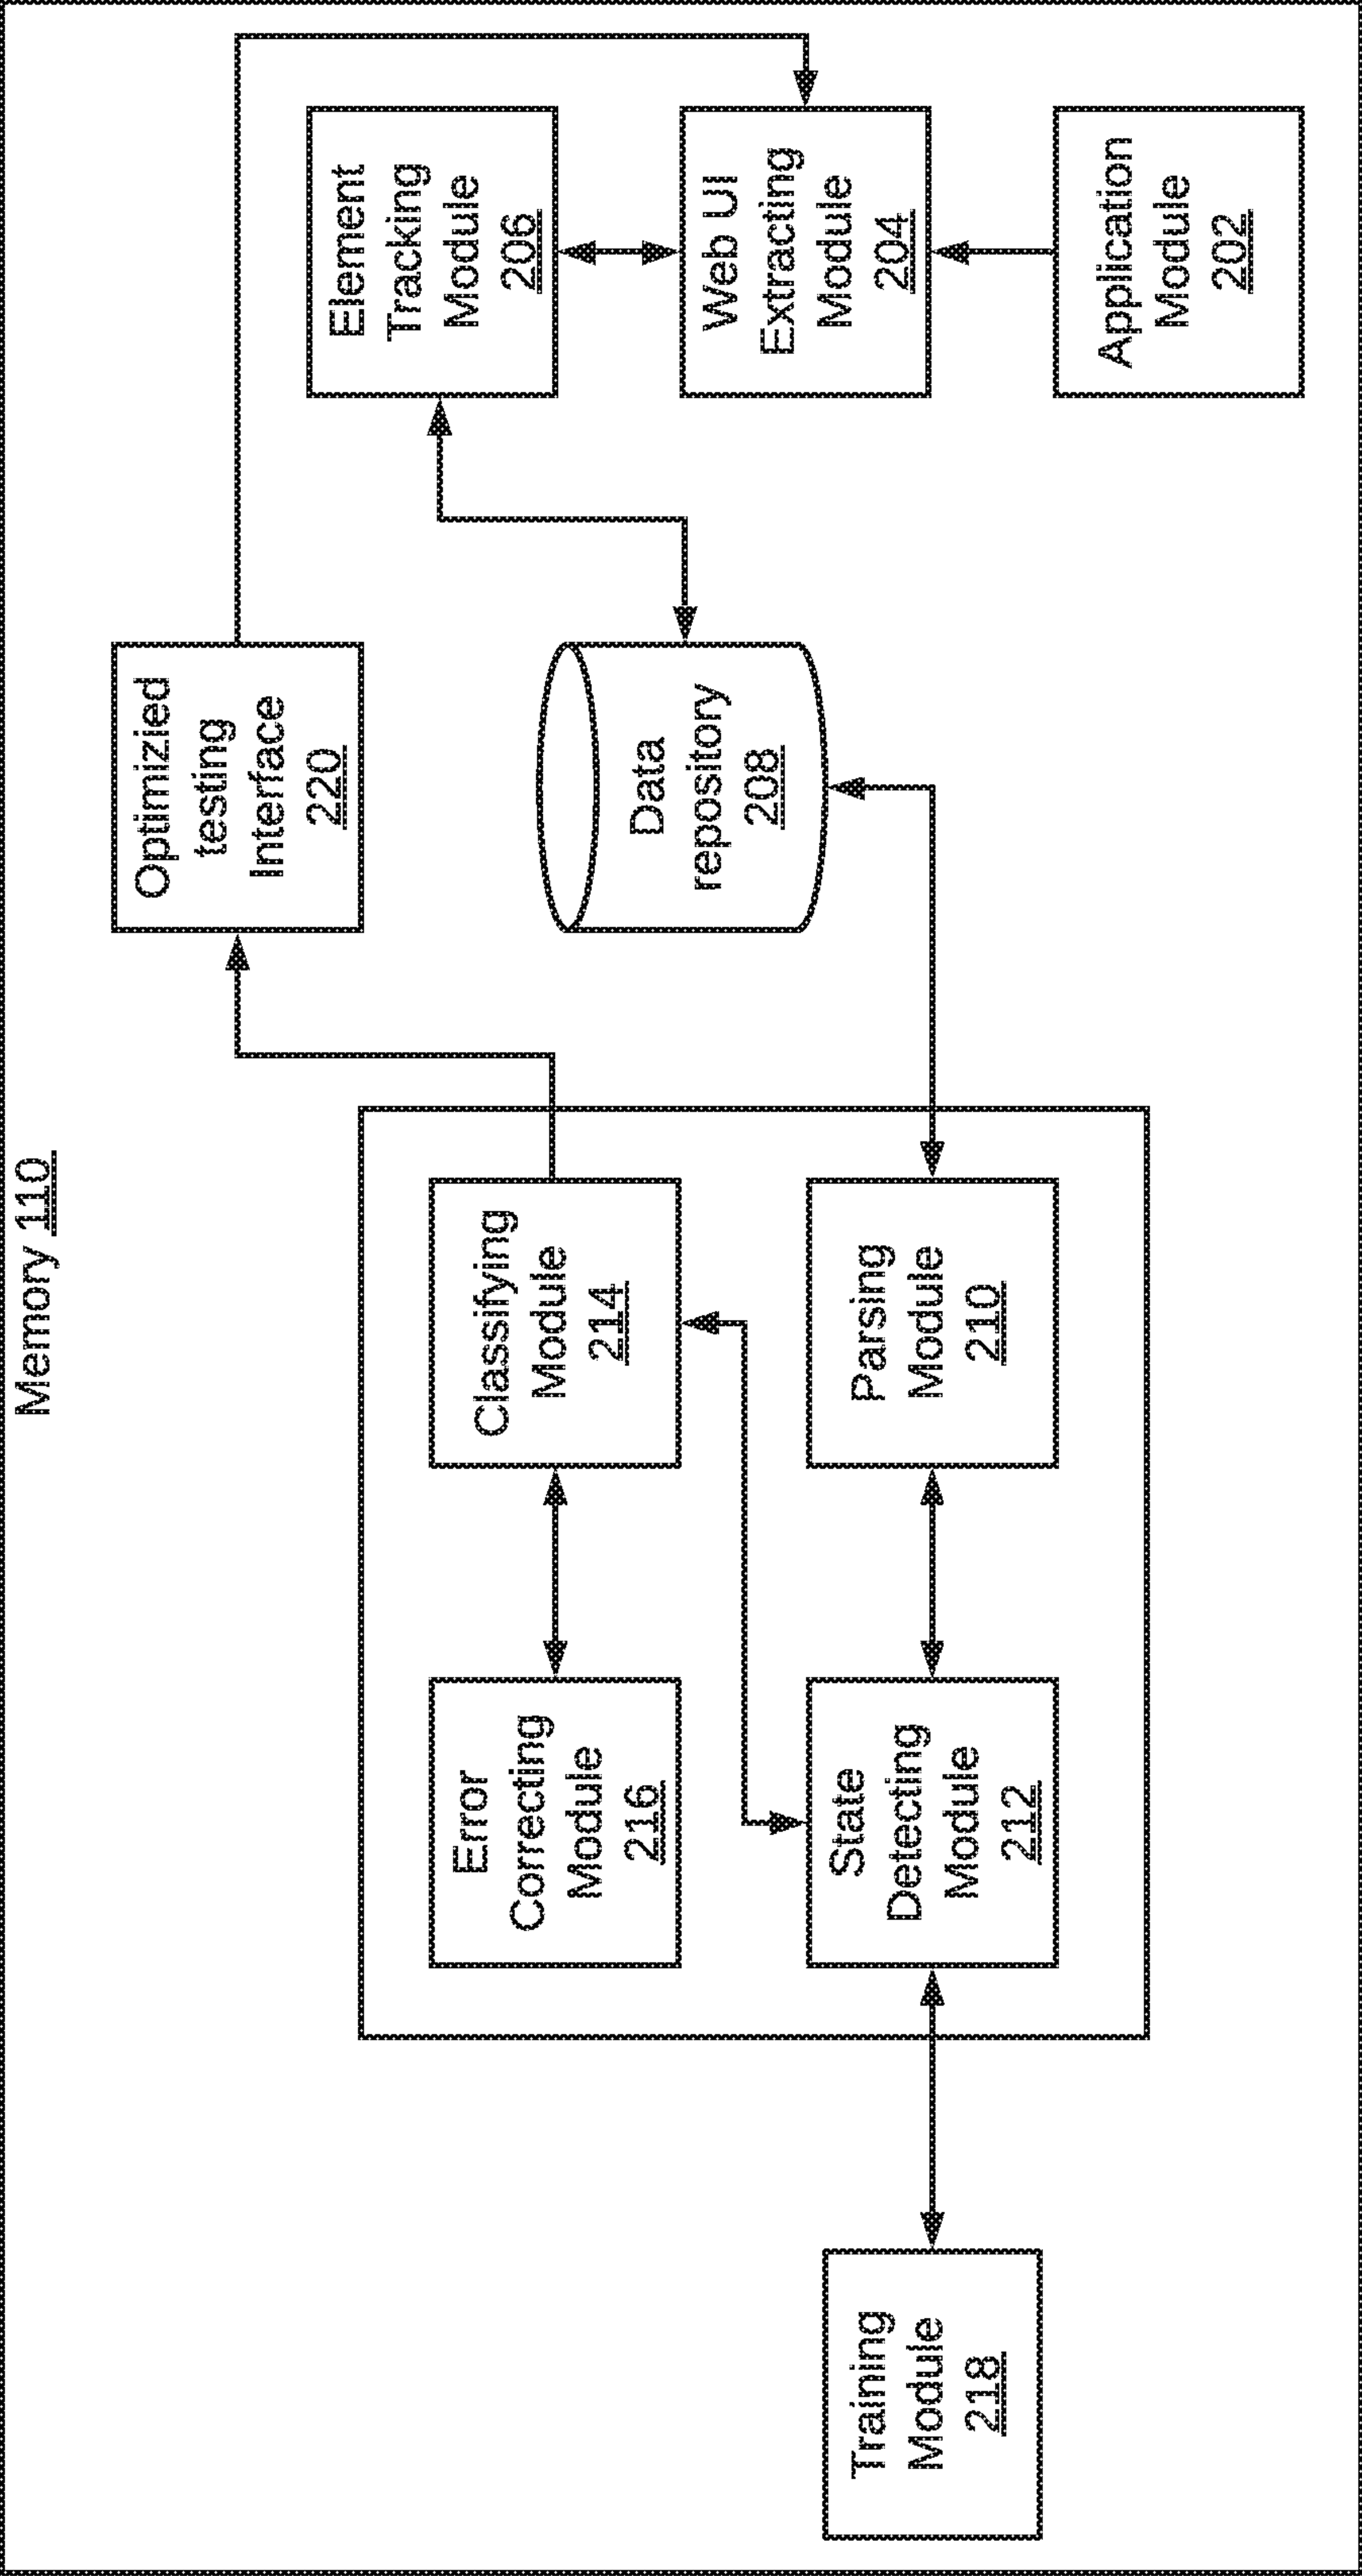 Memory 110
Optimizied
testing
Interface
220
Element
Tracking
Module
206
Error
Correcting
Module
216
Classifying
Module
214
Data
repository
208
Web UI
Extracting
Module
204
Training
Module
218
State
Detecting
Module
212
Parsing
Module
210
Application
Module
202